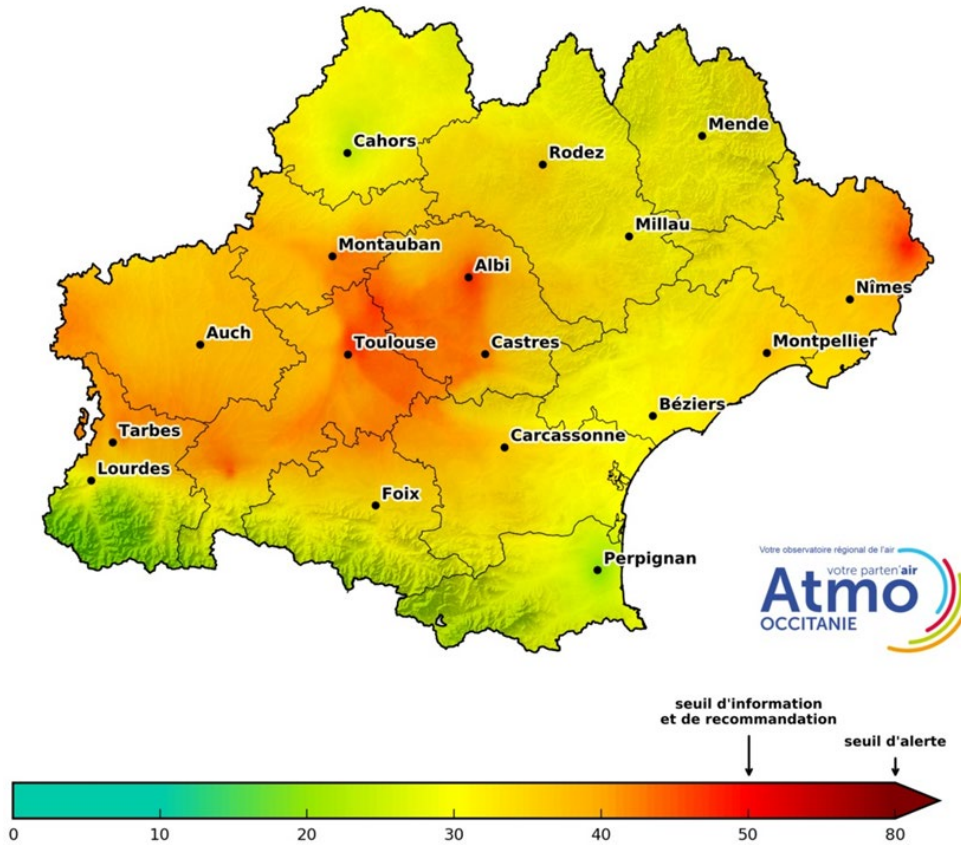 Cahors
Mende
Rodez
Millau
Montauban
Albi
Nîmes
Auch
Toulouse
Castres
Montpellier
Béziers
Tarbes
Carcassonne
Lourdes
Foix
Perpignan
Votre observatoire régional de l'air
votre parten'air
Atmo
OCCITANIE
seuil d'information
et de recommandation
seuil d'alerte
0 10 20 30 40 50 80